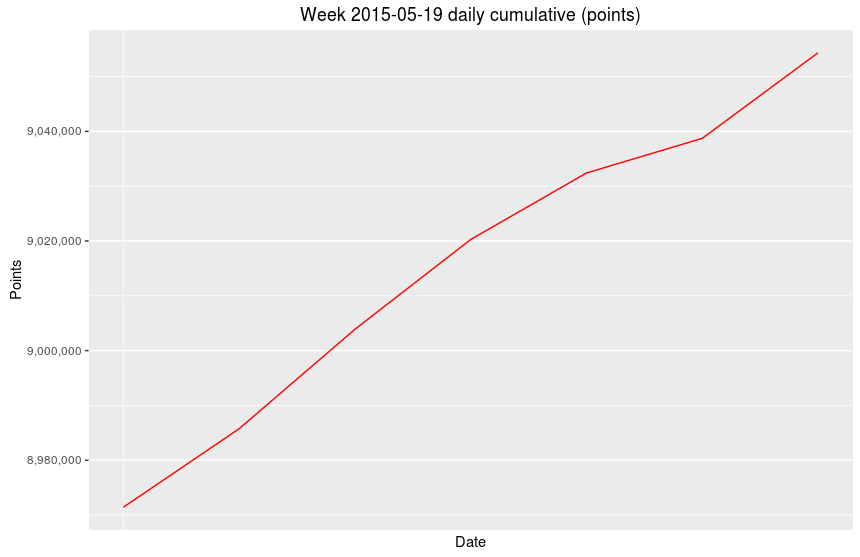 Week 2015-05-19 daily cumulative (points)
Points
9,040,000
9,020,000
9,000,000
8,980,000
Date